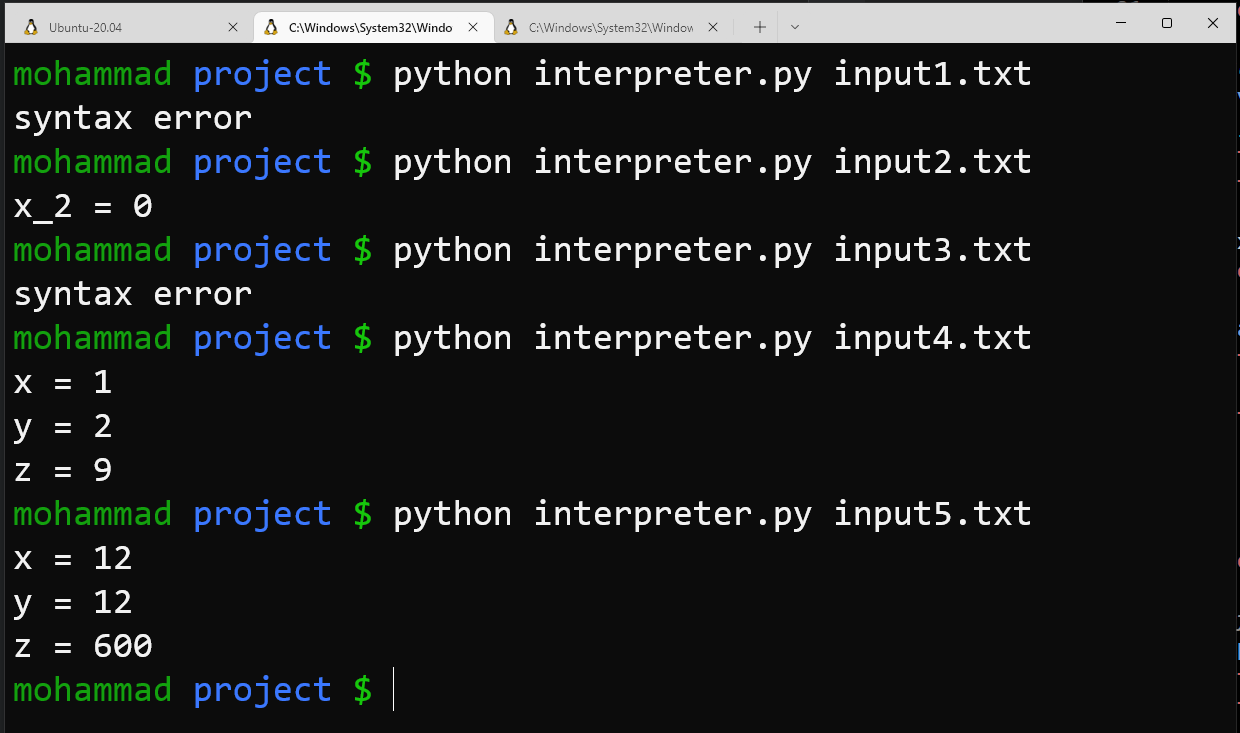 Ubuntu-20.04
C:\Windows\System32\Windo
C:\Windows\System32\Window
mohammad project $ python interpreter.py input1.txt
syntax error
mohammad project $ python interpreter.py input2.txt
x_2 = 0
mohammad project $ python interpreter.py input3.txt
syntax error
mohammad project $ python interpreter.py input4.txt
x = 1
y = 2
z = 9
mohammad project $ python interpreter.py input5.txt
x = 12
y = 12
z = 600
mohammad project $